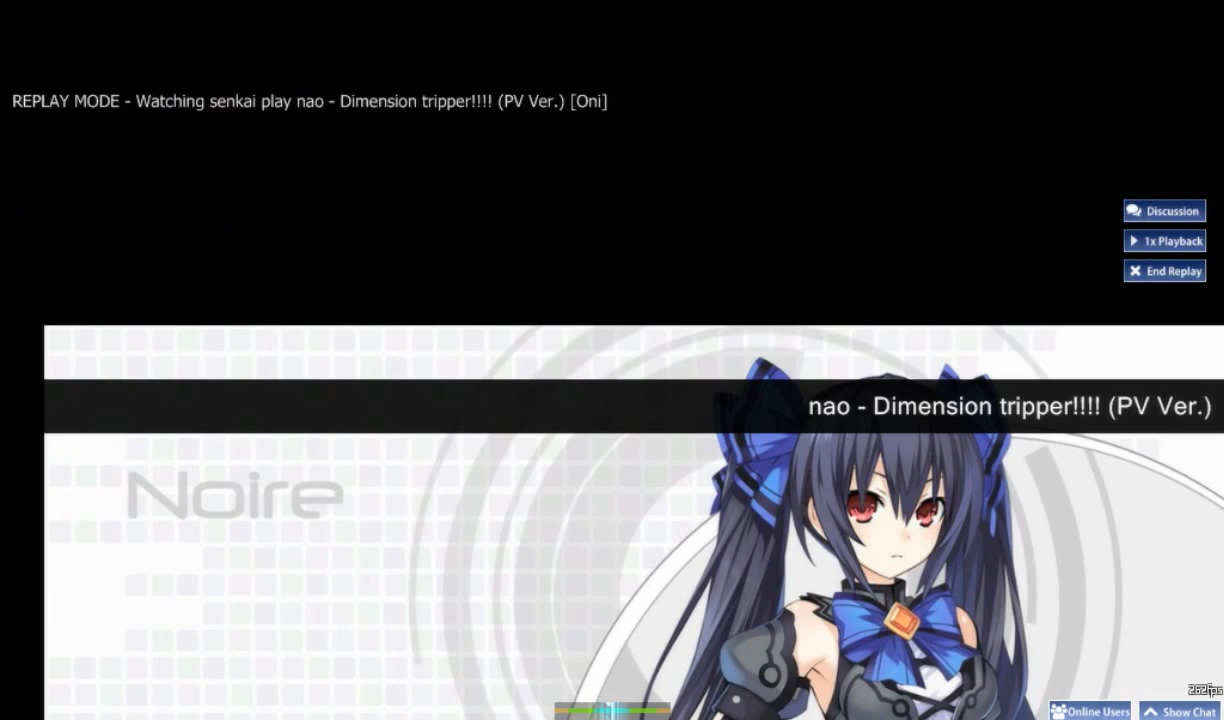 REPLAY MODE - Watching senkai play nao - Dimension tripper!!!! (PV Ver.) [Oni]
Discussion
1x Playback
End Replay
nao - Dimension tripper!!!! (PV Ver.)
Noire
262fps
Online Users
Show Chat